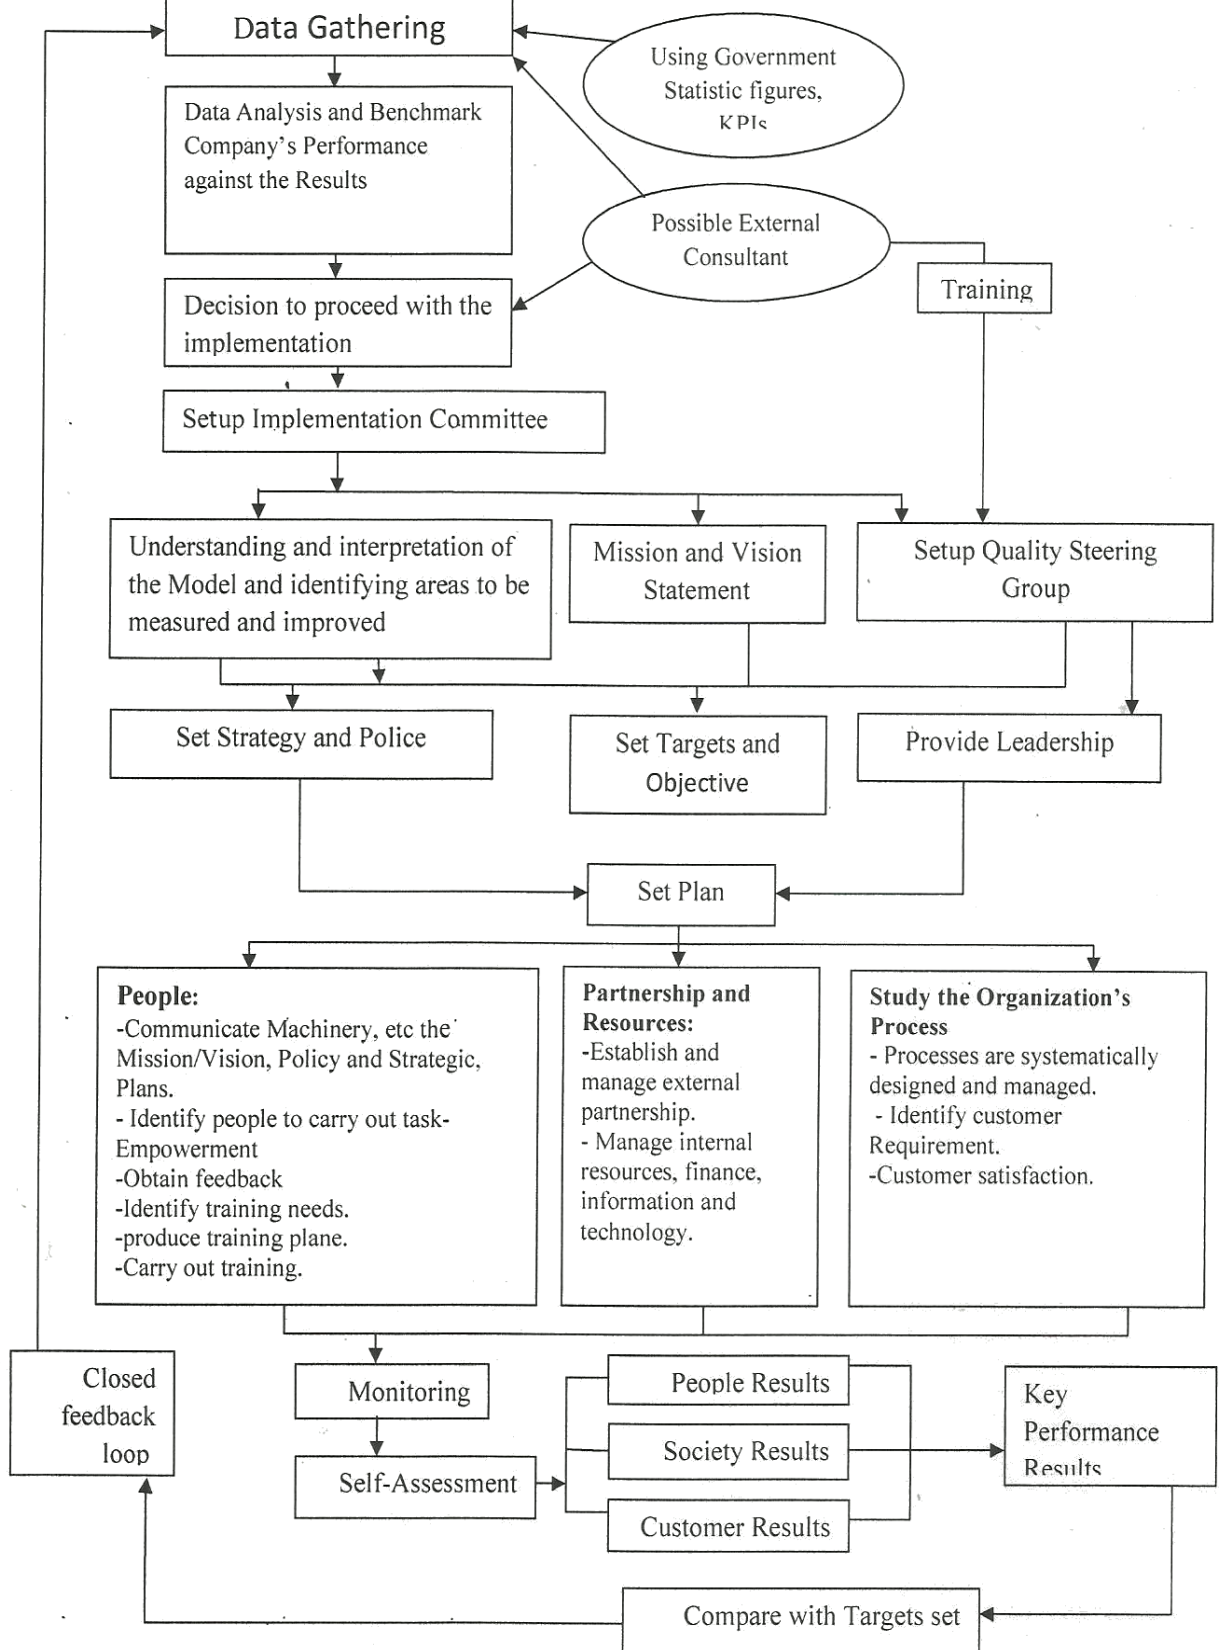 Data Gathering
Using Government
Statistic figures,
KPIs
Data Analysis and Benchmark
Company's Performance
against the Results
Possible External
Consultant
Training
Decision to proceed with the
implementation
Setup Implementation Committee
Understanding and interpretation of
the Model and identifying areas to be
measured and improved
Mission and Vision
Statement
Setup Quality Steering
Group
Set Strategy and Police
Set Targets and
Objective
Provide Leadership
Set Plan
People:
-Communicate Machinery, etc the
Mission/Vision, Policy and Strategic,
Plans.
- Identify people to carry out task-
Empowerment
-Obtain feedback
-Identify training needs.
-produce training plane.
-Carry out training.
Partnership and
Resources:
-Establish and
manage external
partnership.
- Manage internal
resources, finance,
information and
technology.
Study the Organization's
Process
- Processes are systematically
designed and managed.
- Identify customer
Requirement.
-Customer satisfaction.
Closed
feedback
loop
Monitoring
Self-Assessment
People Results
Society Results
Customer Results
Key
Performance
Results
Compare with Targets set